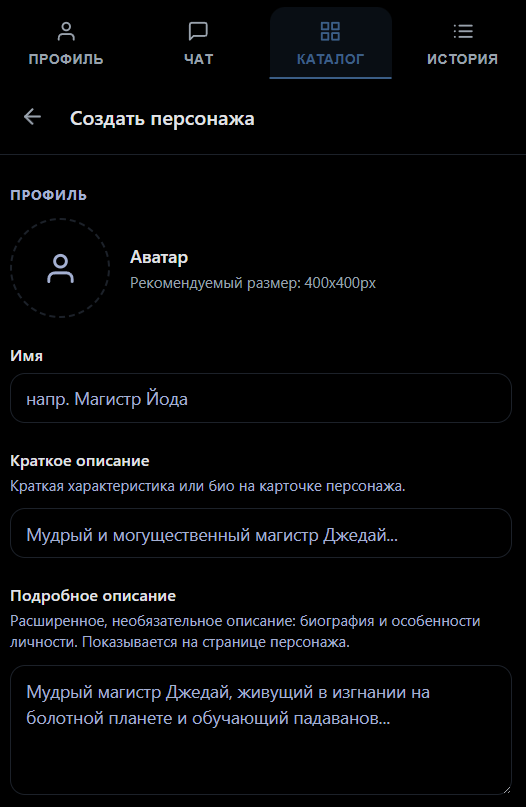 ПРОФИЛЬ
ЧАТ
КАТАЛОГ
ИСТОРИЯ
Создать персонажа
ПРОФИЛЬ
Аватар
Рекомендуемый размер: 400x400px
Имя
напр. Магистр Йода
Краткое описание
Краткая характеристика или био на карточке персонажа.
Мудрый и могущественный магистр Джедай...
Подробное описание
Расширенное, необязательное описание: биография и особенности
личности. Показывается на странице персонажа.
Мудрый магистр Джедай, живущий в изгнании на
болотной планете и обучающий падаванов...